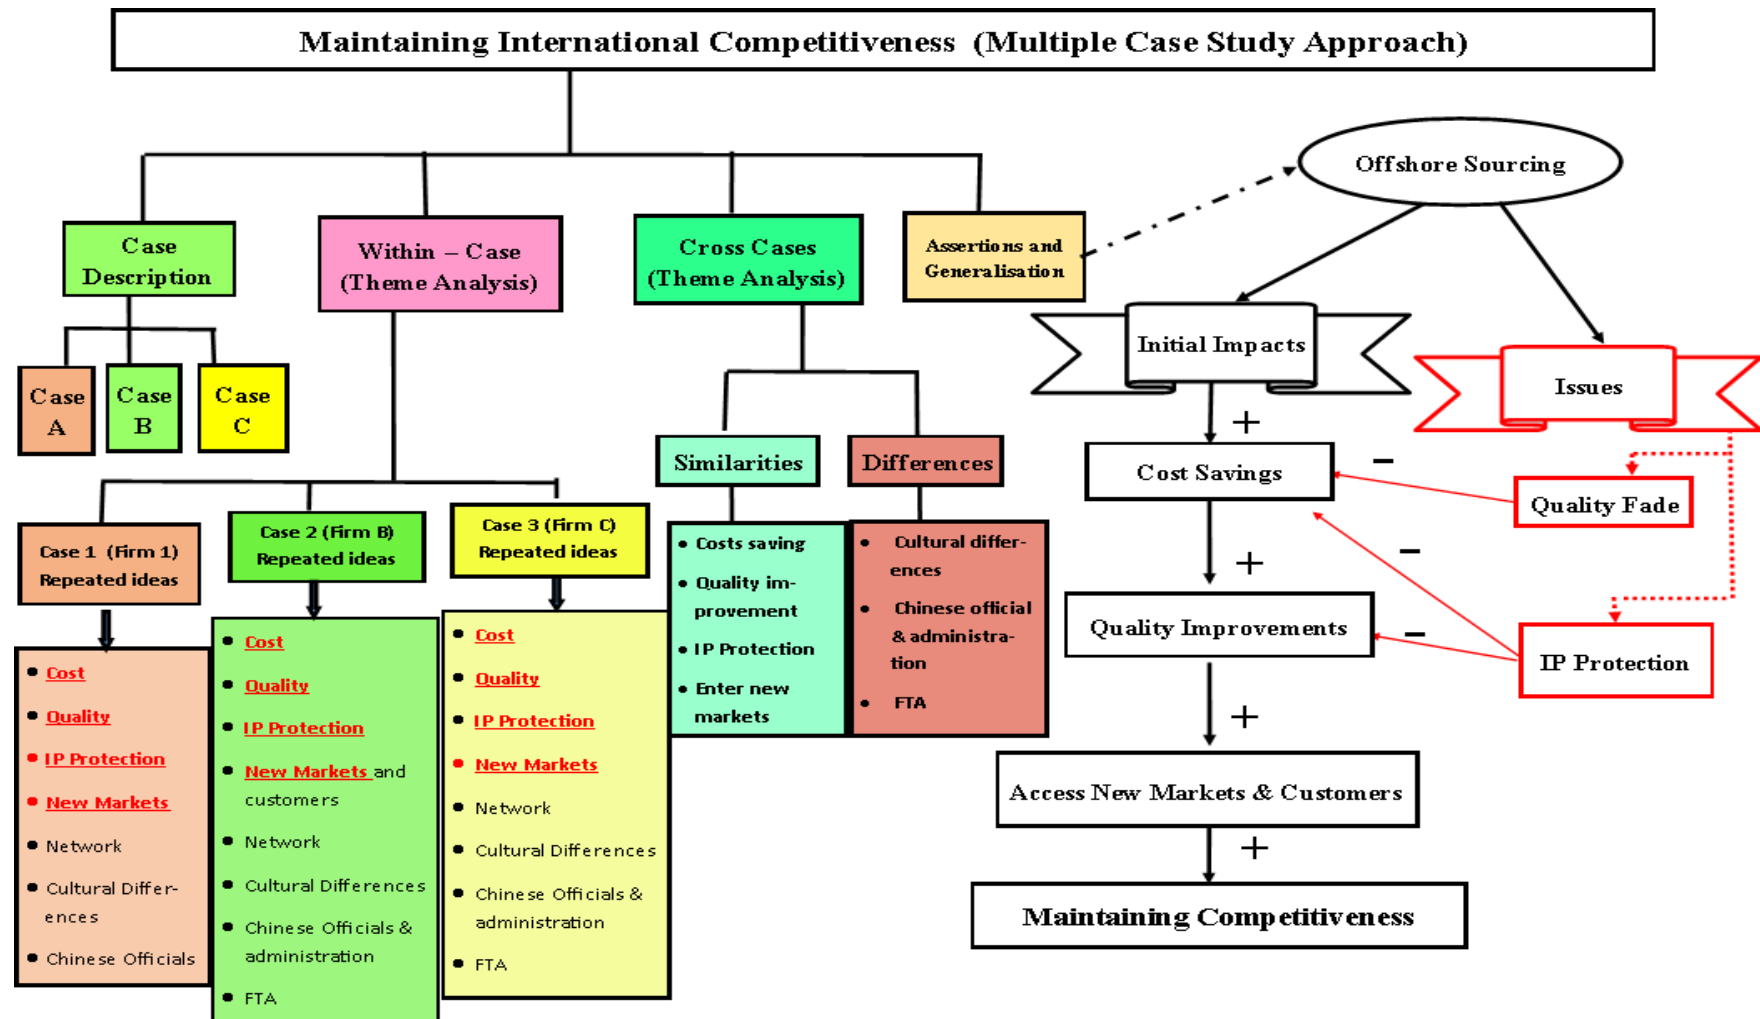 Maintaining International Competitiveness (Multiple Case Study Approach)
Offshore Sourcing
Case
Description
Within – Case
(Theme Analysis)
Cross Cases
(Theme Analysis)
Assertions and
Generalisation
Initial Impacts
Issues
Case
A
Case
B
Case
C
Similarities
Differences
+
Cost Savings
–
Quality Fade
Case 1 (Firm 1)
Repeated ideas
Case 2 (Firm B)
Repeated ideas
Case 3 (Firm C)
Repeated ideas
• Cost
• Quality
• IP Protection
• New Markets
• Network
• Cultural Differ-
ences
• Chinese Officials
• Cost
• Quality
• IP Protection
• New Markets and
customers
• Network
• Cultural Differences
• Chinese Officials &
administration
• FTA
• Cost
• Quality
• IP Protection
• New Markets
• Network
• Cultural Differences
• Chinese Officials &
administration
• FTA
• Costs saving
• Quality im-
provement
• IP Protection
• Enter new
markets
• Cultural differ-
ences
• Chinese official
& administra-
tion
• FTA
+
–
Quality Improvements
–
IP Protection
+
Access New Markets & Customers
+
Maintaining Competitiveness